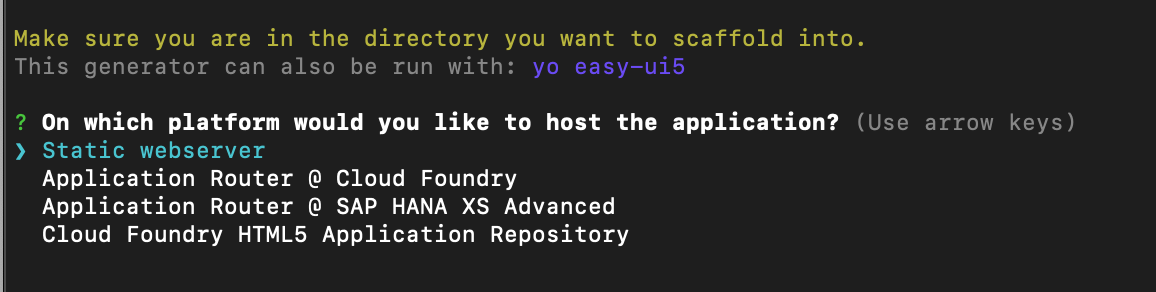 Make sure you are in the directory you want to scaffold into.
This generator can also be run with: yo easy-ui5
? On which platform would you like to host the application? (Use arrow keys)
❯ Static webserver
Application Router @ Cloud Foundry
Application Router @ SAP HANA XS Advanced
Cloud Foundry HTML5 Application Repository